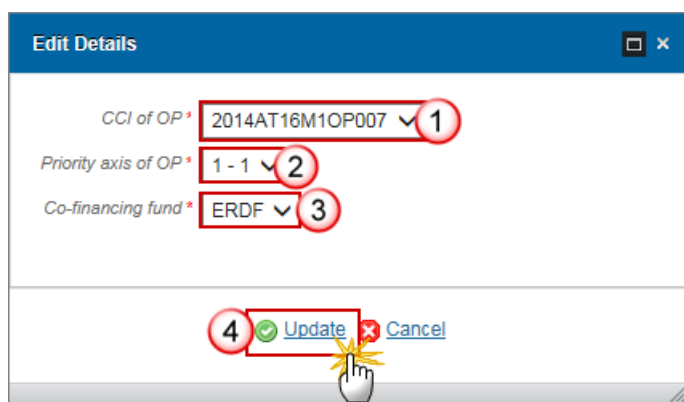 Edit Details
CCI of OP * 2014AT16M1OP007 1
Priority axis of OP * 1 - 1 2
Co-financing fund * ERDF 3
4 Update Cancel